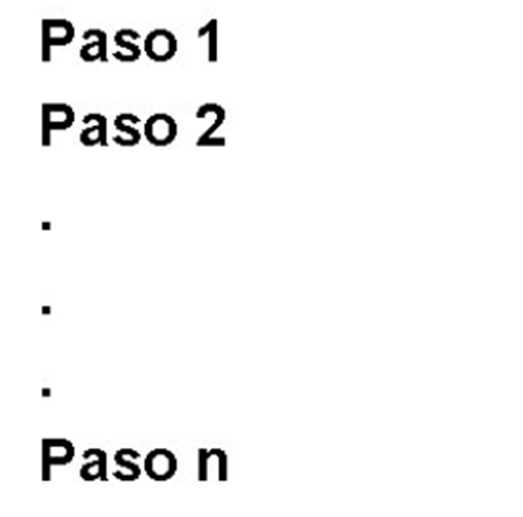 Paso 1
Paso 2
.
.
.
Paso n